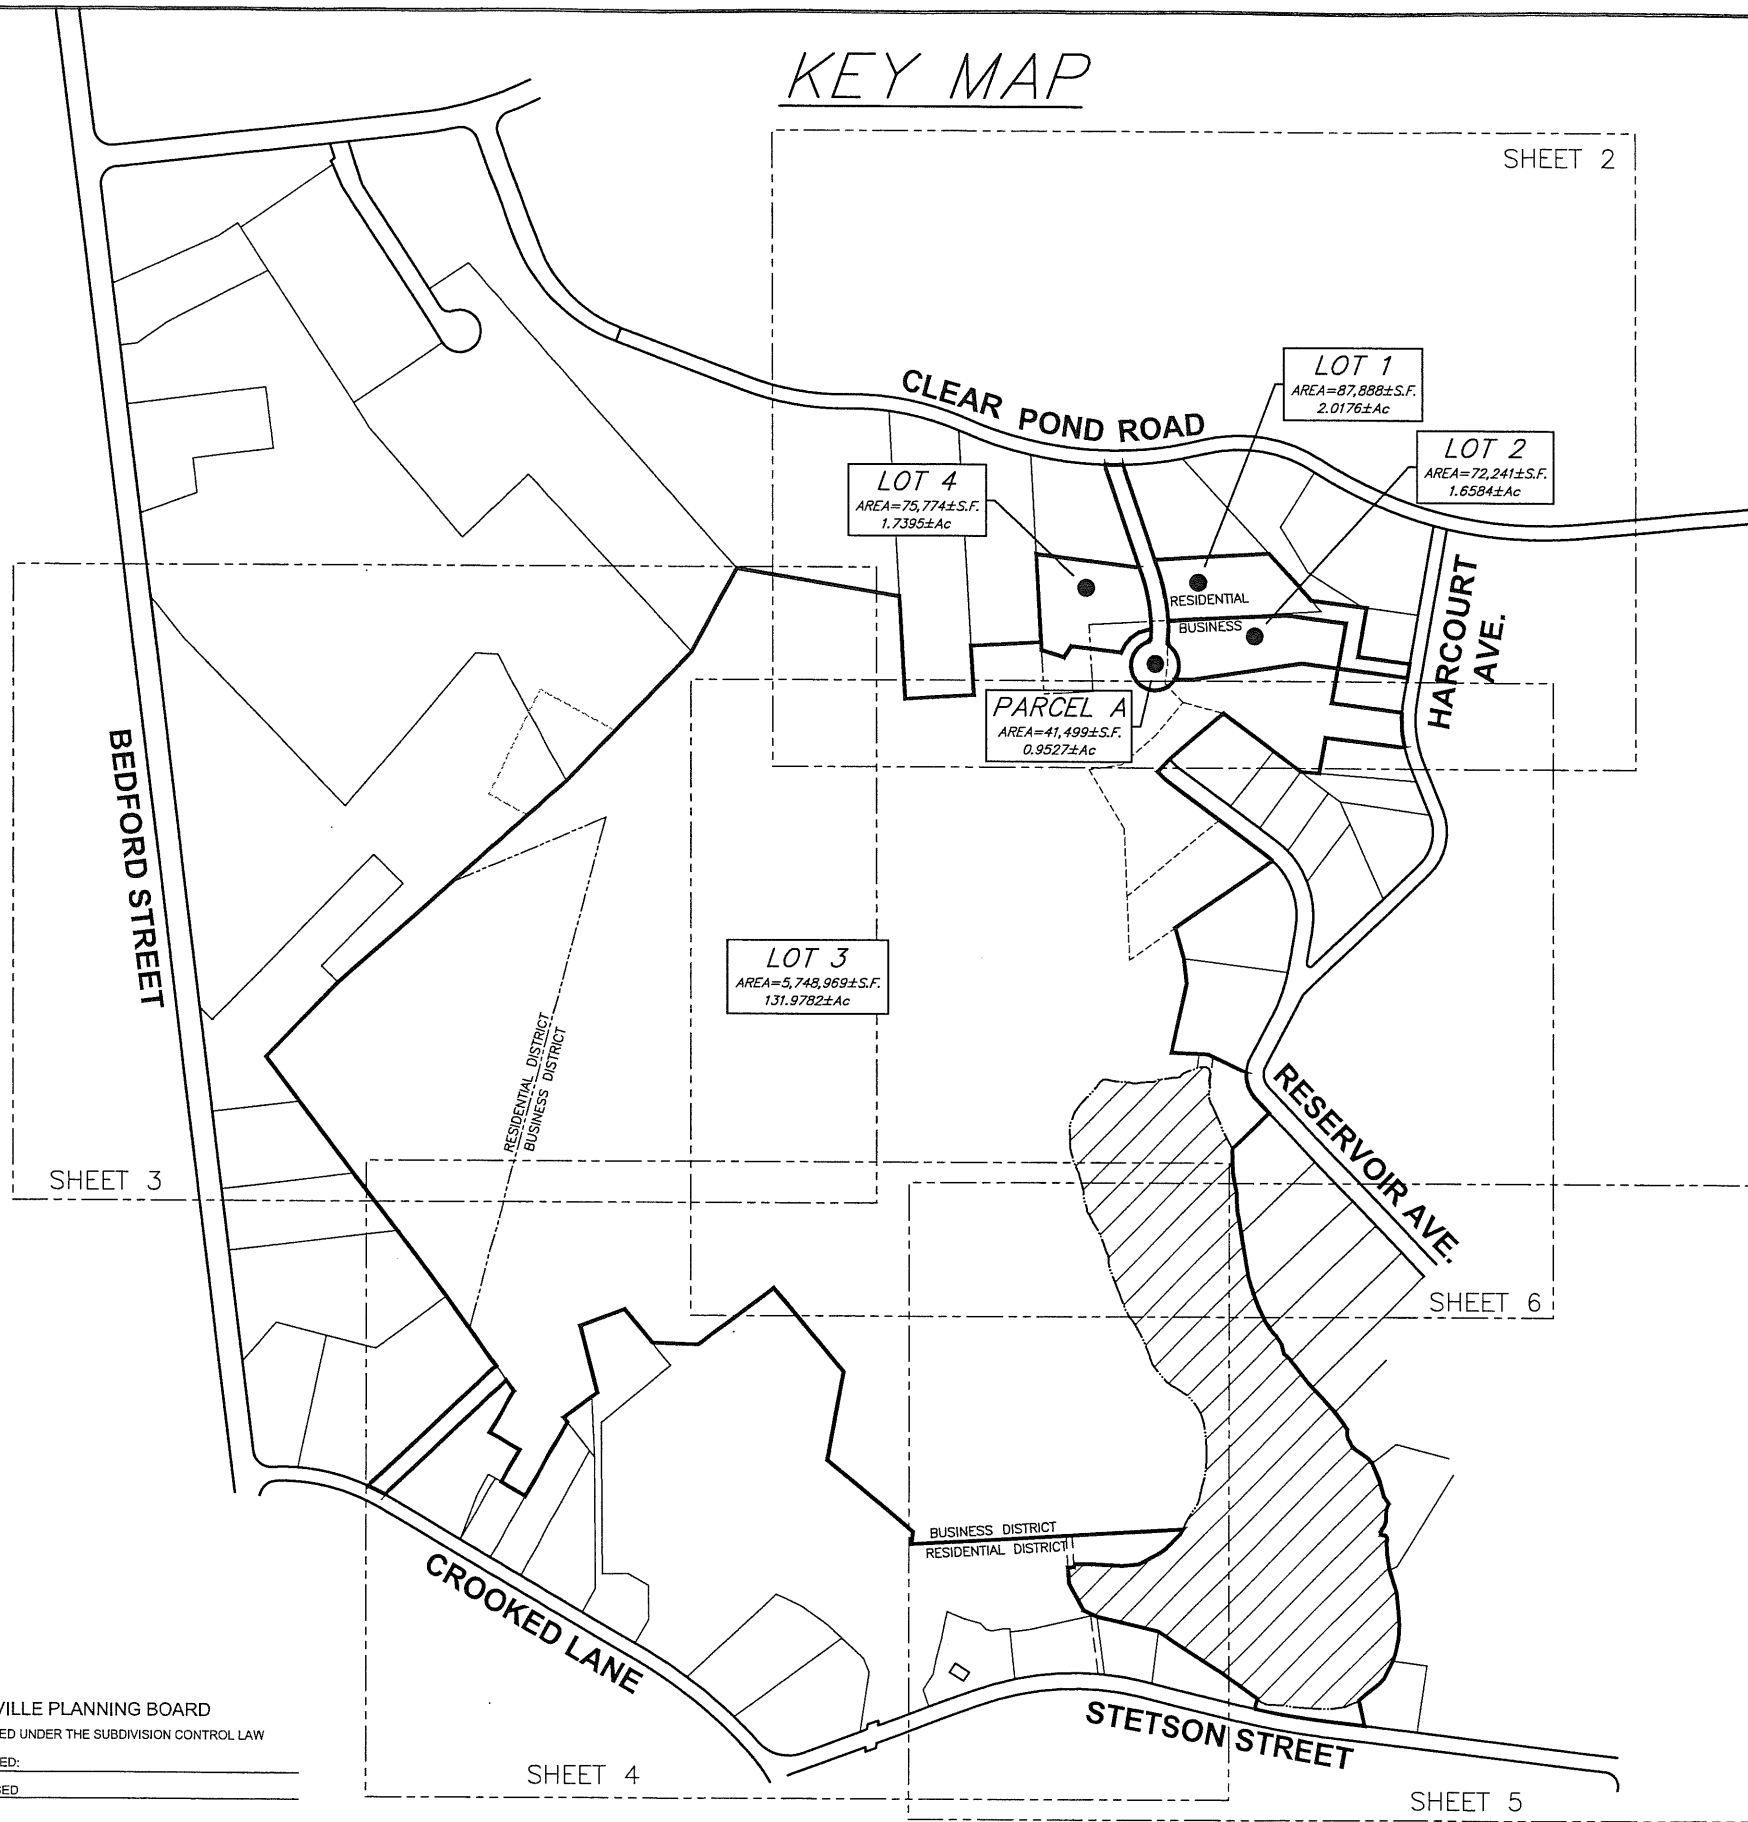 KEY MAP
SHEET 2
LOT 1
AREA=87,888±S.F.
2.0176±Ac
CLEAR POND ROAD
LOT 2
AREA=72,241±S.F.
1.6584±Ac
LOT 4
AREA=75,774±S.F.
1.7395±Ac
RESIDENTIAL
BUSINESS
HARCOURT
AVE.
PARCEL A
AREA=41,499±S.F.
0.9527±Ac
BEDFORD STREET
LOT 3
AREA=5,748,969±S.F.
131.9782±Ac
RESIDENTIAL DISTRICT
BUSINESS DISTRICT
RESERVOIR AVE.
SHEET 3
SHEET 6
BUSINESS DISTRICT
RESIDENTIAL DISTRICT
CROOKED LANE
STETSON STREET
VILLE PLANNING BOARD
ED UNDER THE SUBDIVISION CONTROL LAW
ED:
SED
SHEET 4
SHEET 5